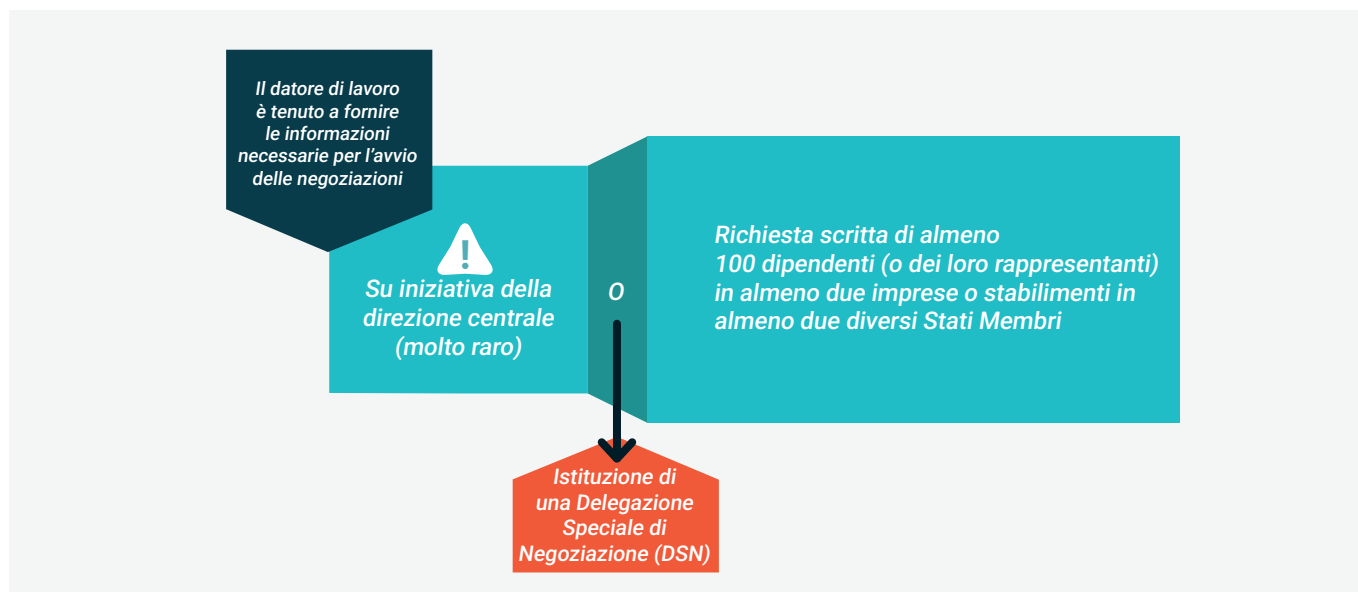 Il datore di lavoro
è tenuto a fornire
le informazioni
necessarie per l'avvio
delle negoziazioni
!
Su iniziativa della
direzione centrale
(molto raro)
O
Richiesta scritta di almeno
100 dipendenti (o dei loro rappresentanti)
in almeno due imprese o stabilimenti in
almeno due diversi Stati Membri
Istituzione di
una Delegazione
Speciale di
Negoziazione (DSN)